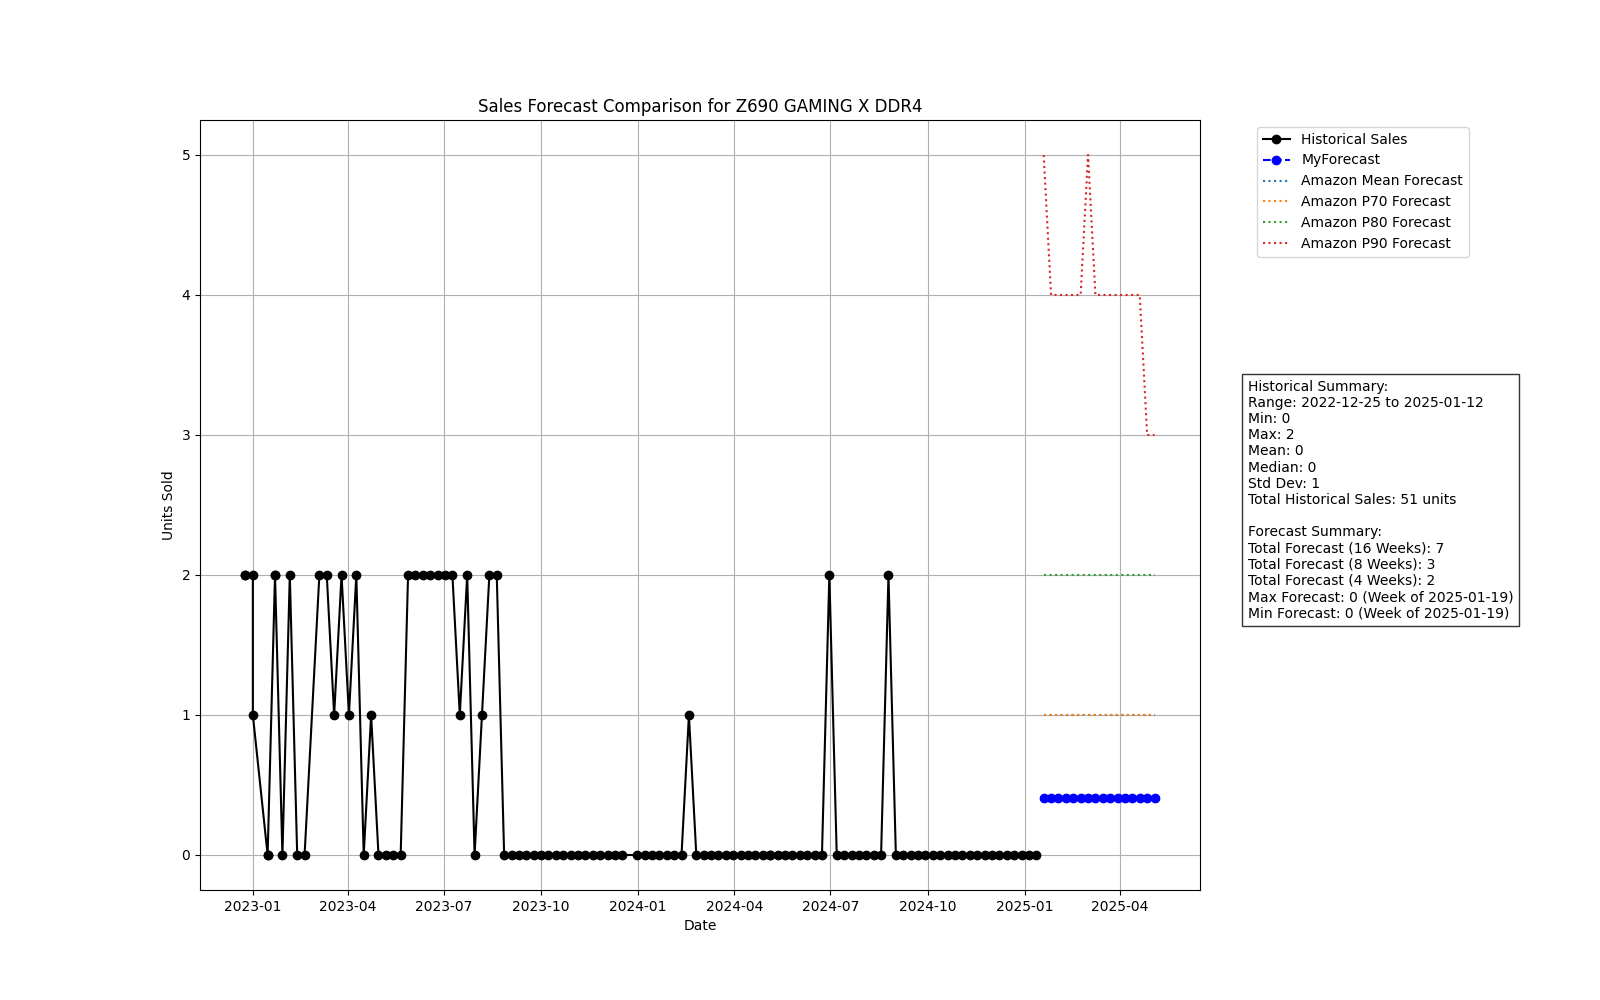 Sales Forecast Comparison for Z690 GAMING X DDR4
Historical Sales
MyForecast
Amazon Mean Forecast
Amazon P70 Forecast
Amazon P80 Forecast
Amazon P90 Forecast
5
4
3
2
1
0
Units Sold
Historical Summary:
Range: 2022-12-25 to 2025-01-12
Min: 0
Max: 2
Mean: 0
Median: 0
Std Dev: 1
Total Historical Sales: 51 units
Forecast Summary:
Total Forecast (16 Weeks): 7
Total Forecast (8 Weeks): 3
Total Forecast (4 Weeks): 2
Max Forecast: 0 (Week of 2025-01-19)
Min Forecast: 0 (Week of 2025-01-19)
2023-01 2023-04 2023-07 2023-10 2024-01 2024-04 2024-07 2024-10 2025-01 2025-04
Date